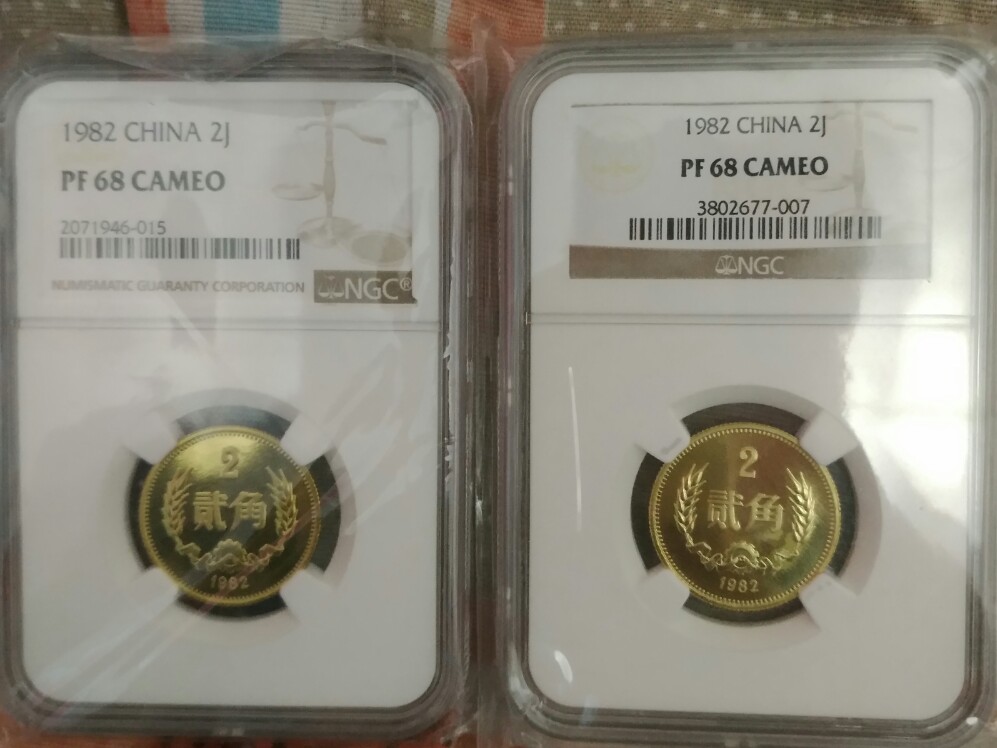 1982 CHINA 2J
PF 68 CAMEO
2071946-015
NUMISMATIC GUARANTY CORPORATION
NGC®
2
贰角
1982
1982 CHINA 2J
PF 68 CAMEO
3802677-007
NGC
2
贰角
1982